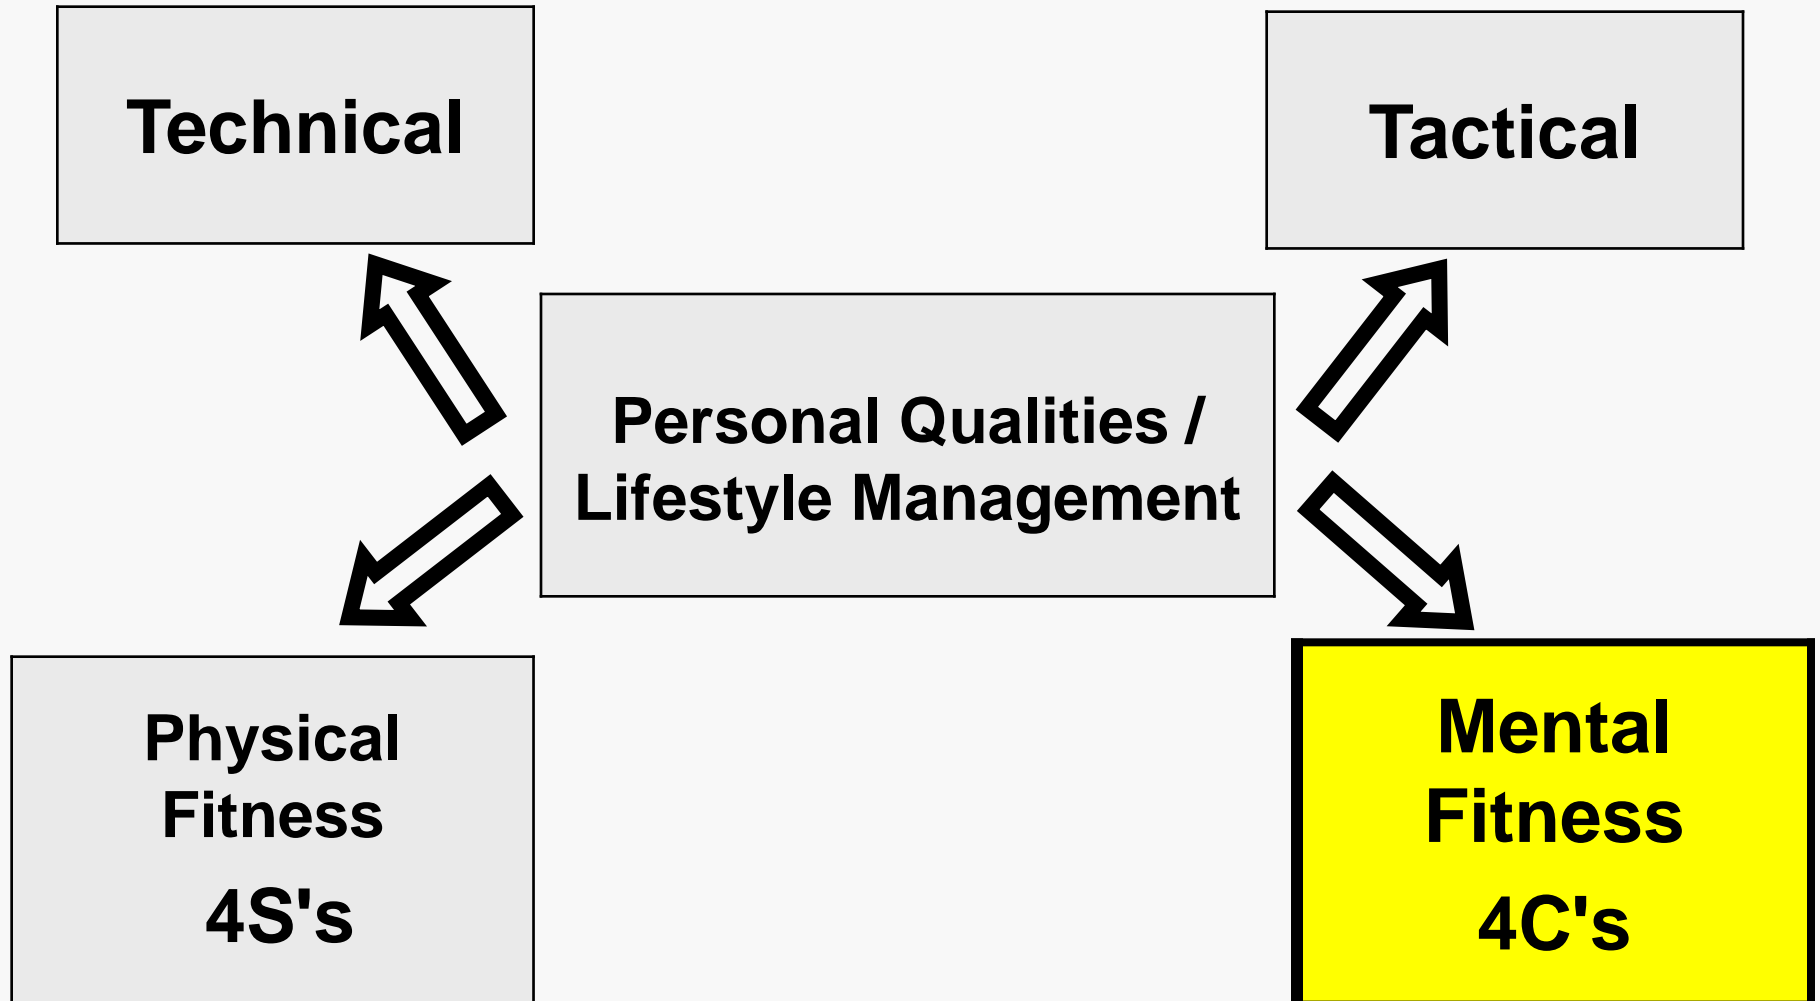 Technical
Tactical
Personal Qualities /
Lifestyle Management
Physical
Fitness
4S's
Mental
Fitness
4C's